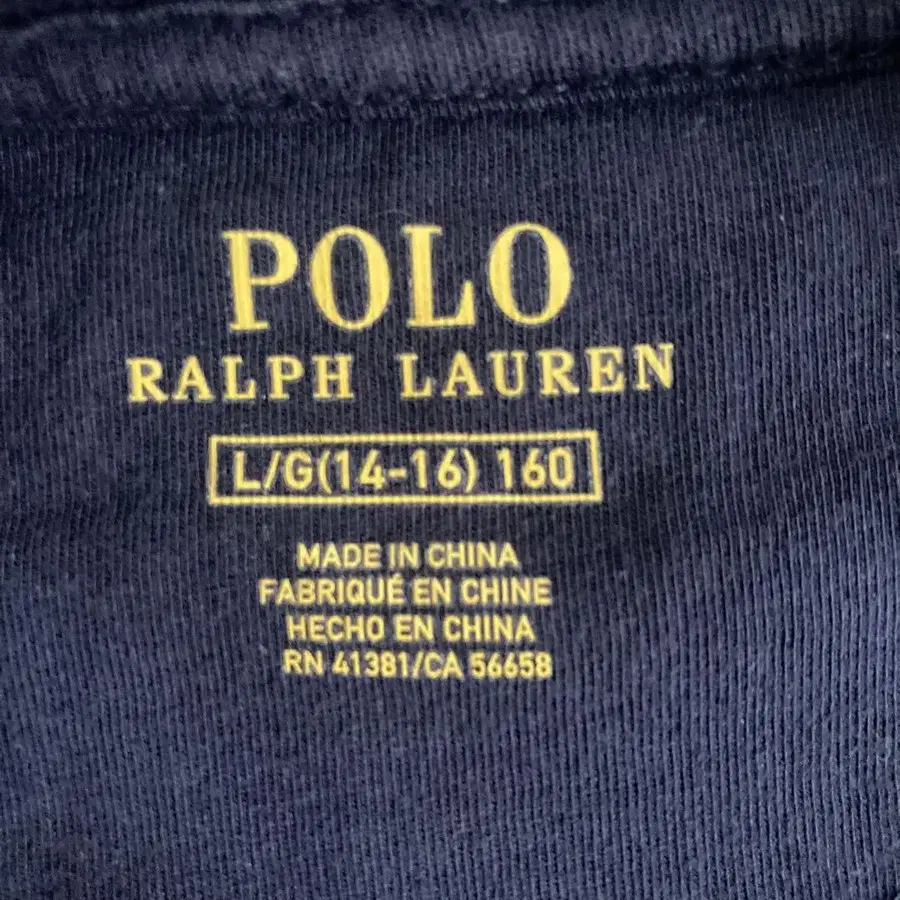 POLO
RALPH LAUREN
L/G(14-16) 160
MADE IN CHINA
FABRIQUÉ EN CHINE
HECHO EN CHINA
RN 41381/CA 56658